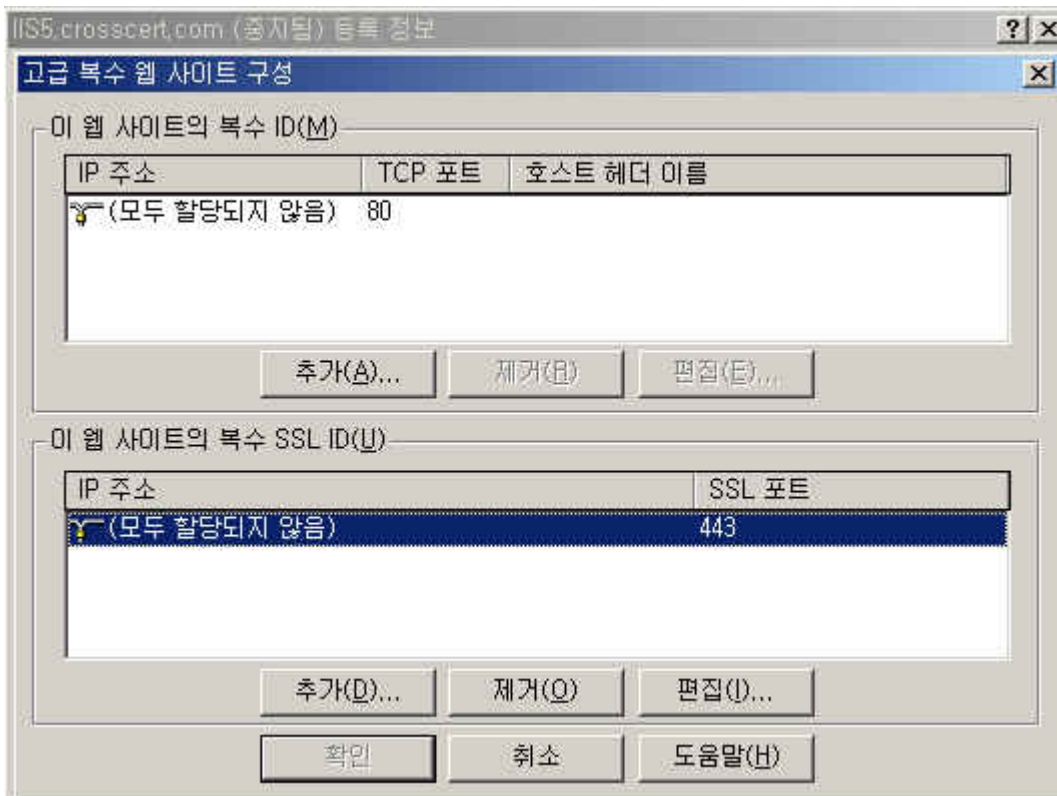 IIS5.crosscert.com (중지됨) 등록 정보
고급 복수 웹 사이트 구성
이 웹 사이트의 복수 ID(M)
IP 주소 TCP 포트 호스트 헤더 이름
(모두 할당되지 않음) 80
추가(A)... 제거(R) 편집(E)...
이 웹 사이트의 복수 SSL ID(U)
IP 주소 SSL 포트
(모두 할당되지 않음) 443
추가(D)... 제거(O) 편집(I)...
확인 취소 도움말(H)